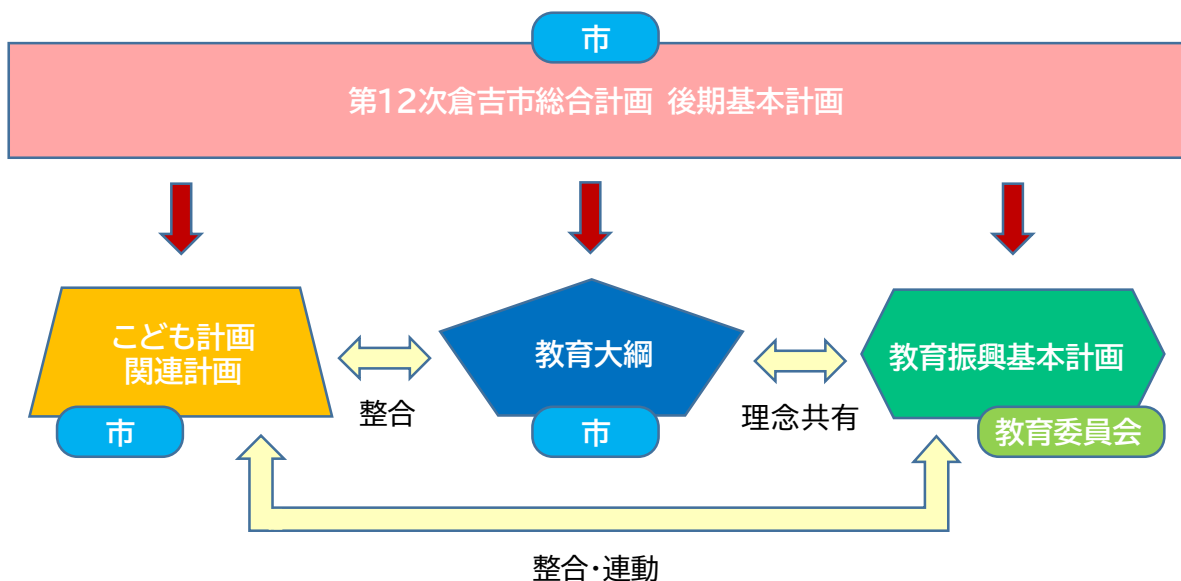 市
第12次倉吉市総合計画 後期基本計画
こども計画
関連計画
市
整合
教育大綱
市
理念共有
教育振興基本計画
教育委員会
整合・連動